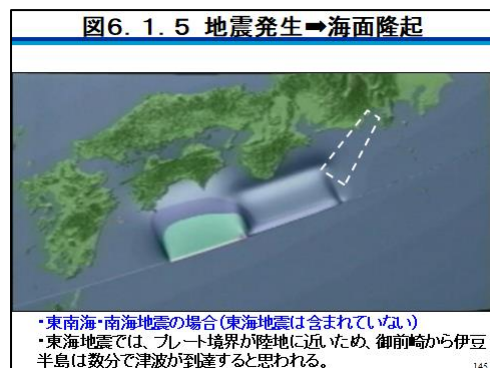 図6．1．5 地震発生➡海面隆起
・東南海・南海地震の場合（東海地震は含まれていない）
・東海地震では、プレート境界が陸地に近いため、御前崎から伊豆
半島は数分で津波が到達すると思われる。
145